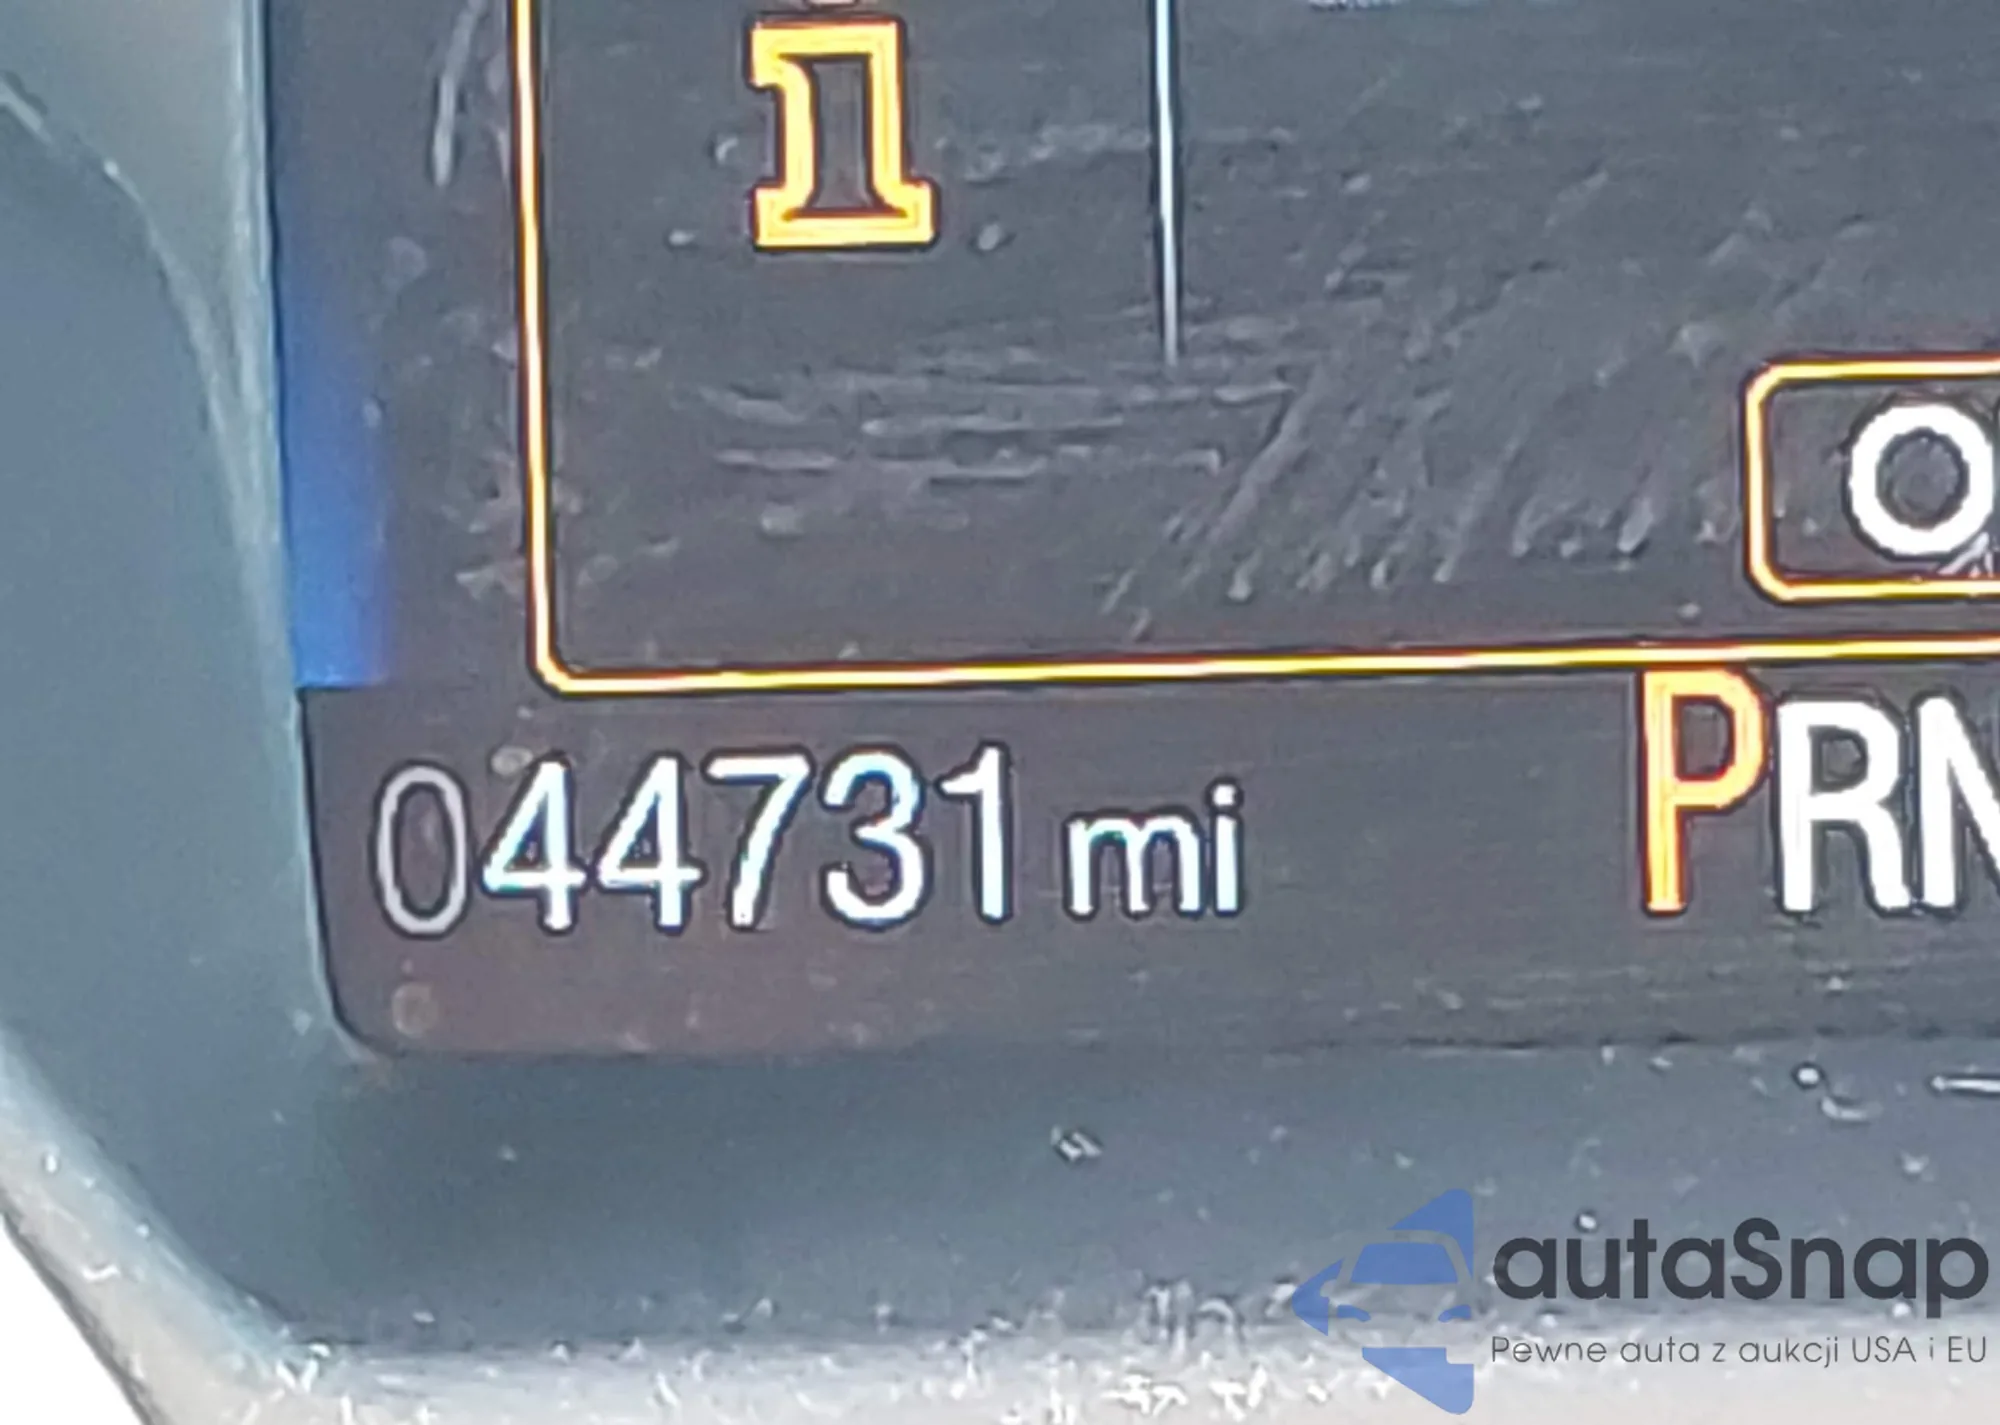 i
O
044731 mi
PRN
autaSnap
Pewne auta z aukcji USA i EU